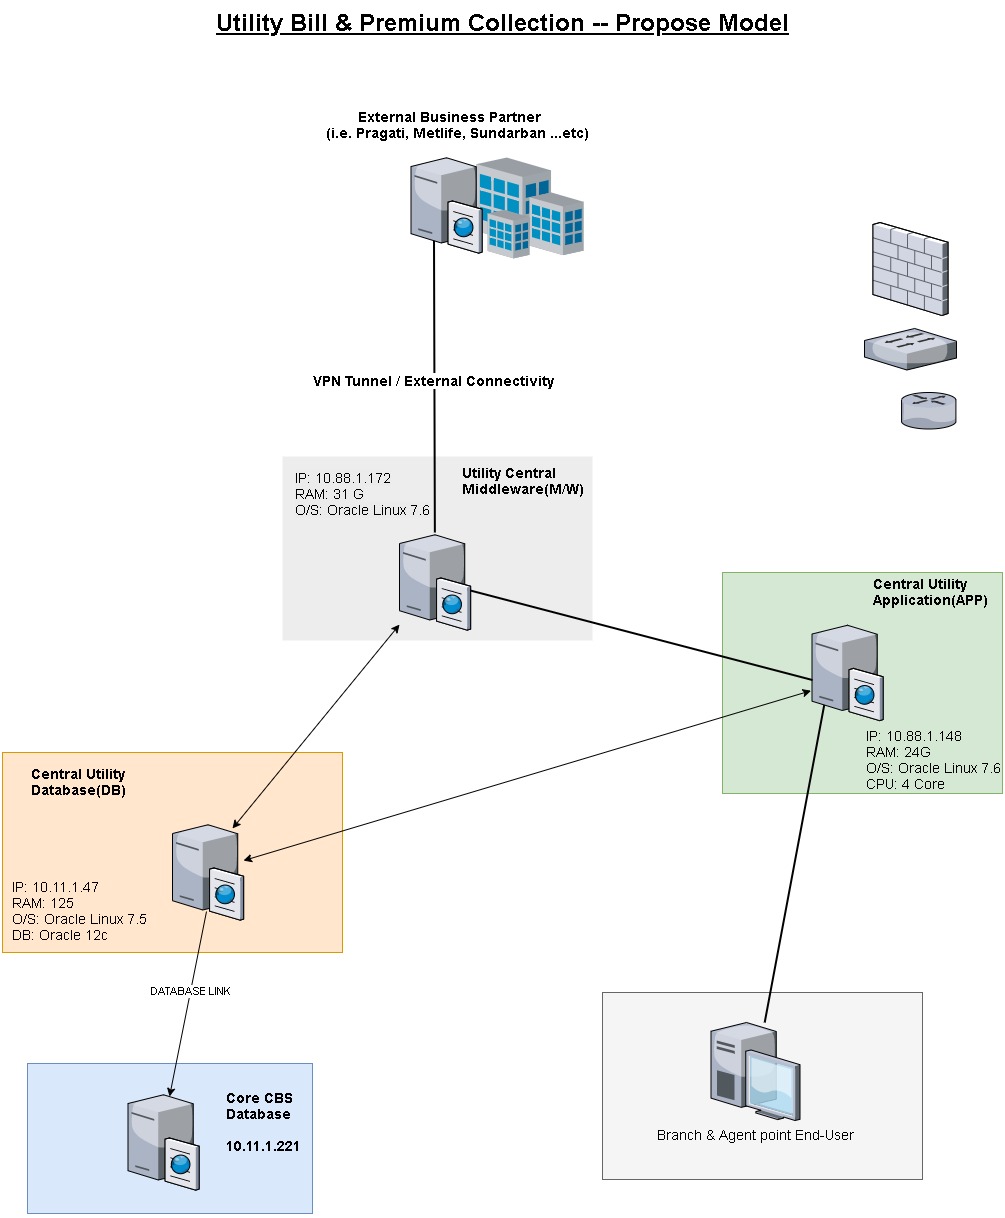 Utility Bill & Premium Collection -- Propose Model
External Business Partner
(i.e. Pragati, Metlife, Sundarban ...etc)
VPN Tunnel / External Connectivity
IP: 10.88.1.172
RAM: 31 G
O/S: Oracle Linux 7.6
Utility Central
Middleware(M/W)
Central Utility
Application(APP)
IP: 10.88.1.148
RAM: 24G
O/S: Oracle Linux 7.6
CPU: 4 Core
Central Utility
Database(DB)
IP: 10.11.1.47
RAM: 125
O/S: Oracle Linux 7.5
DB: Oracle 12c
DATABASE LINK
Core CBS
Database
10.11.1.221
Branch & Agent point End-User